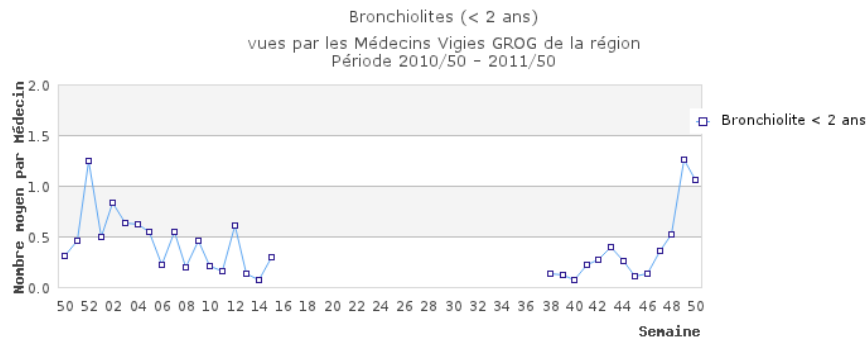 Bronchiolites (< 2 ans)
vues par les Médecins Vigies GROG de la région
Période 2010/50 - 2011/50
Nombre moyen par Médecin
2.0
1.5
1.0
0.5
0.0
Bronchiolite < 2 ans
50 52 02 04 06 08 10 12 14 16 18 20 22 24 26 28 30 32 34 36 38 40 42 44 46 48 50
Semaine